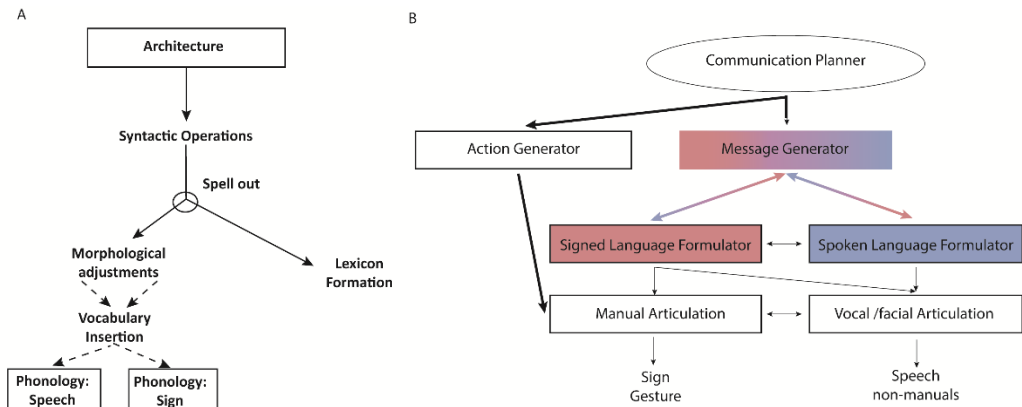 A
Architecture
Syntactic Operations
Spell out
Morphological
adjustments
Lexicon
Formation
Vocabulary
Insertion
Phonology:
Speech
Phonology:
Sign
B
Communication Planner
Action Generator
Message Generator
Signed Language Formulator
Spoken Language Formulator
Manual Articulation
Vocal /facial Articulation
Sign
Gesture
Speech
non-manuals